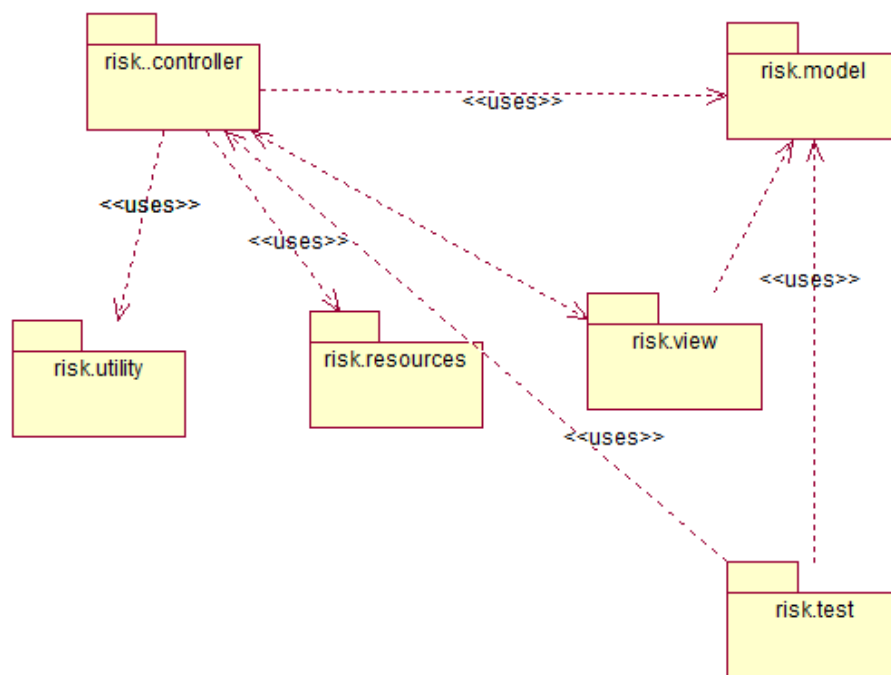 risk..controller
risk.model
<<uses>>
<<uses>>
<<uses>>
<<uses>>
risk.view
risk.resources
risk.utility
<<uses>>
risk.test